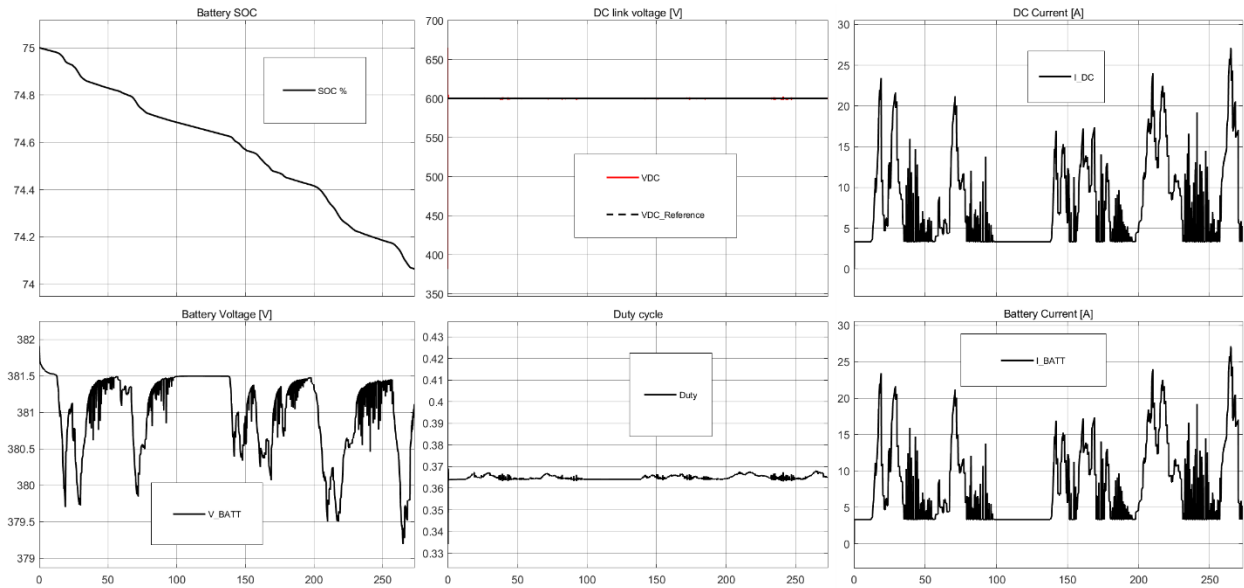 Battery SOC
75
74.8
74.6
74.4
74.2
74
SOC %
DC link voltage [V]
700
650
600
550
500
450
400
350
VDC
VDC_Reference
DC Current [A]
30
25
20
15
10
5
0
I_DC
Battery Voltage [V]
382
381.5
381
380.5
380
379.5
379
V_BATT
0 50 100 150 200 250
Duty cycle
0.43
0.42
0.41
0.4
0.39
0.38
0.37
0.36
0.35
0.34
0.33
Duty
0 50 100 150 200 250
Battery Current [A]
30
25
20
15
10
5
0
I_BATT
0 50 100 150 200 250